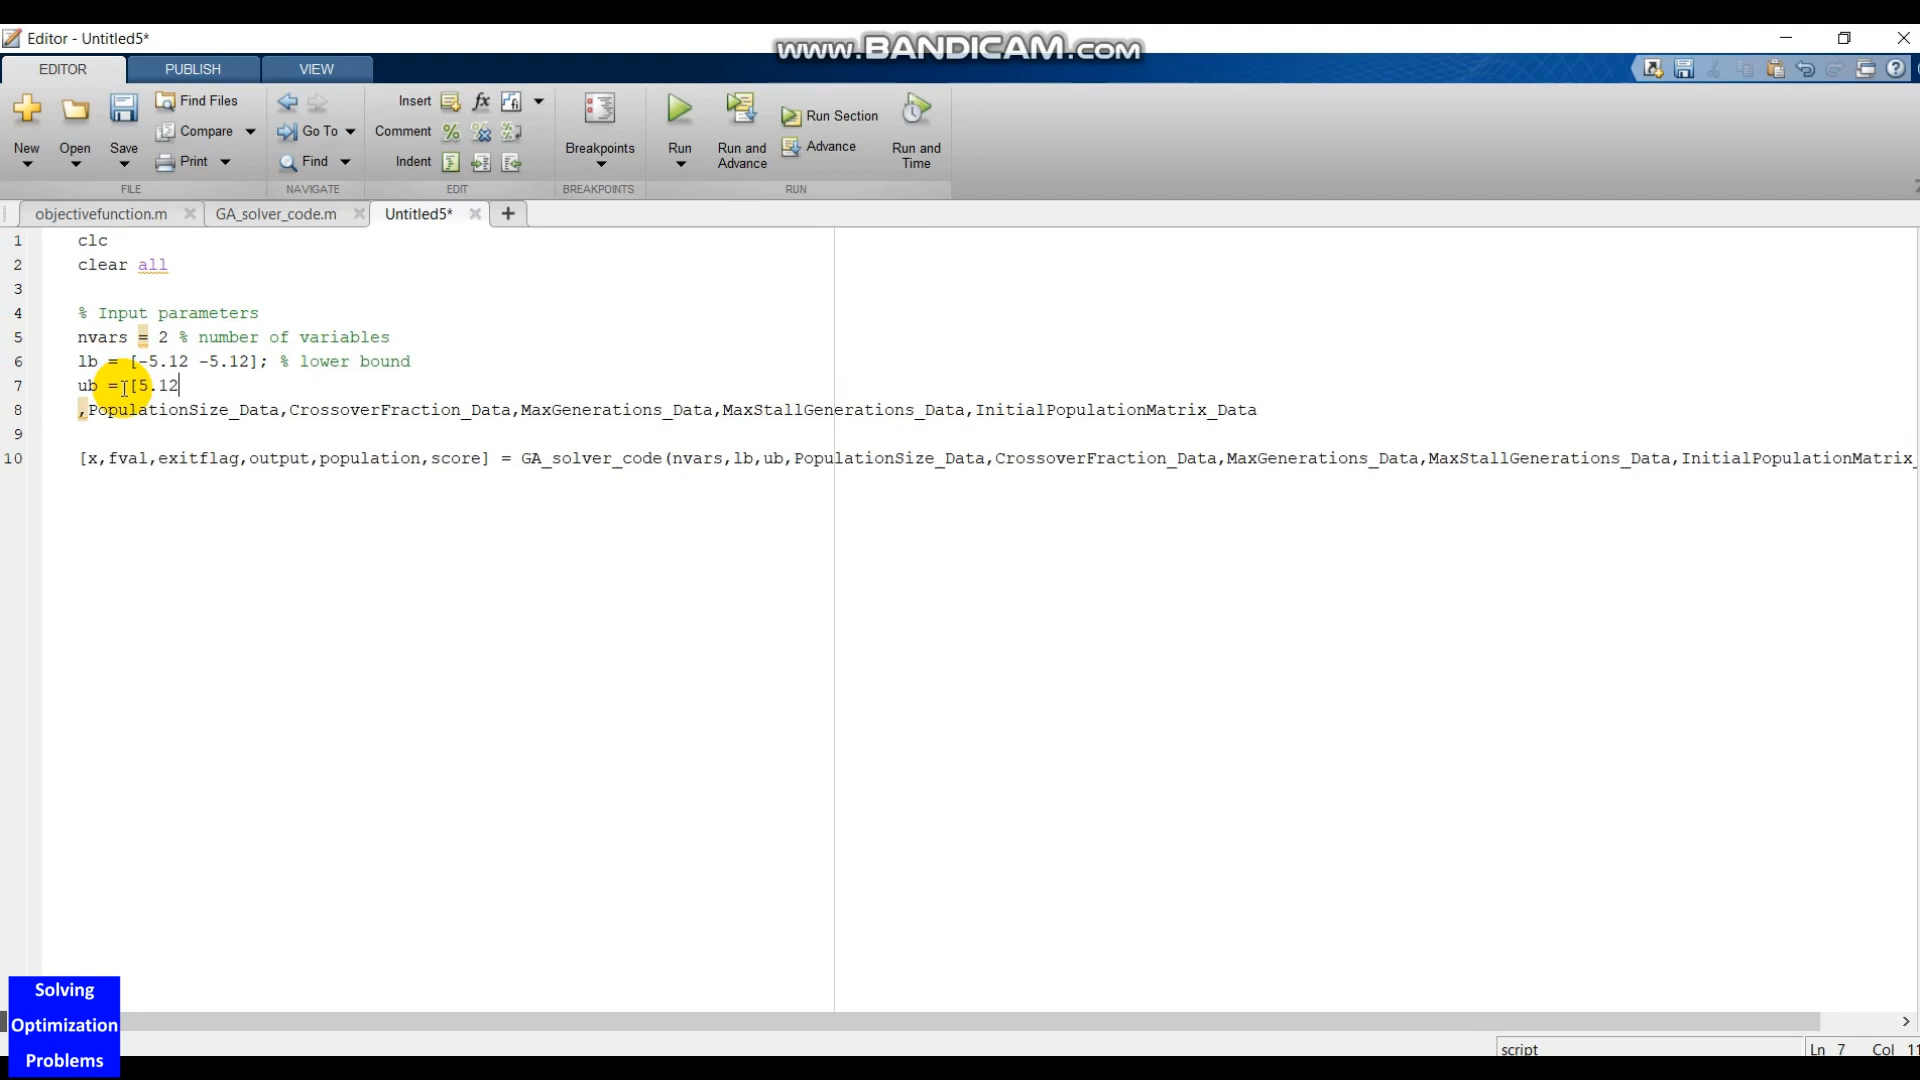 www.BANDICAM.com
Editor - Untitled5*
EDITOR PUBLISH VIEW
New Open Save
Find Files
Compare
Print
FILE
Go To
Find
NAVIGATE
Insert fx
Comment
Indent
EDIT
Breakpoints
BREAKPOINTS
Run
Run and Advance
Run Section
Advance
Run and Time
RUN
objectivefunction.m GA_solver_code.m Untitled5*
1 clc
2 clear all
3
4 % Input parameters
5 nvars = 2 % number of variables
6 lb = [-5.12 -5.12]; % lower bound
7 ub = [5.12
8 ,PopulationSize_Data,CrossoverFraction_Data,MaxGenerations_Data,MaxStallGenerations_Data,InitialPopulationMatrix_Data
9
10 [x,fval,exitflag,output,population,score] = GA_solver_code(nvars,lb,ub,PopulationSize_Data,CrossoverFraction_Data,MaxGenerations_Data,MaxStallGenerations_Data,InitialPopulationMatrix_
Solving
Optimization
Problems
script Ln 7 Col 11